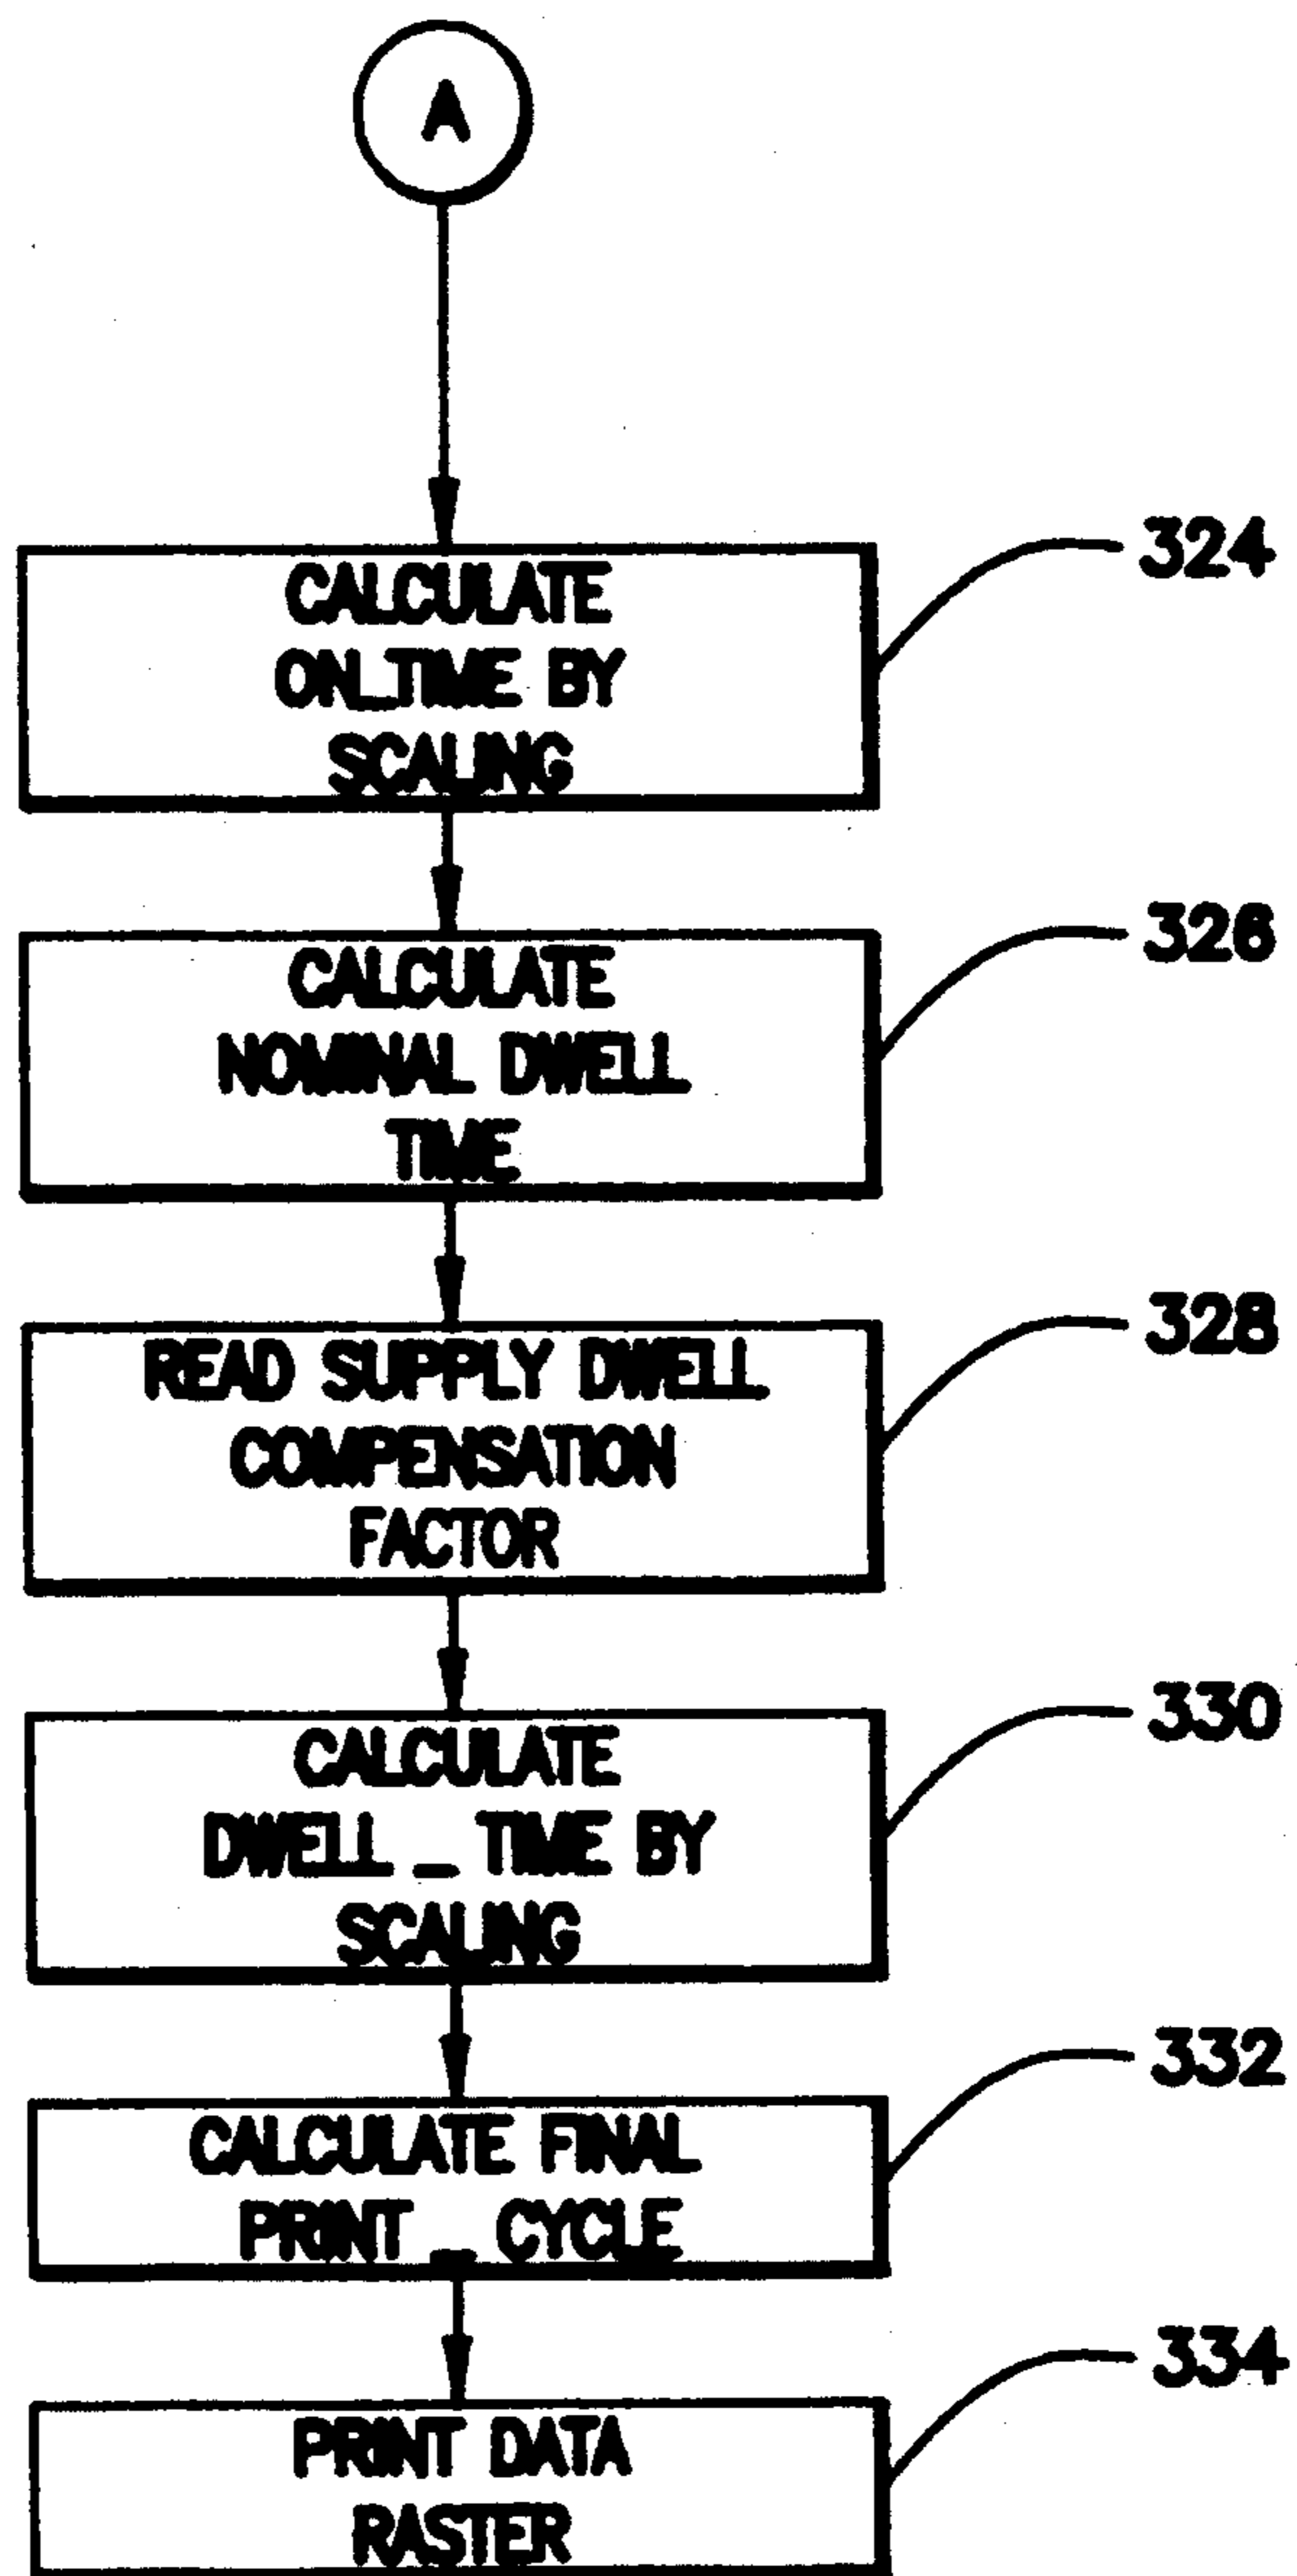 A
CALCULATE
ON_TIME BY
SCALING
324
CALCULATE
NOMINAL DWELL
TIME
326
READ SUPPLY DWELL
COMPENSATION
FACTOR
328
CALCULATE
DWELL _ TIME BY
SCALING
330
CALCULATE FINAL
PRINT _ CYCLE
332
PRINT DATA
RASTER
334